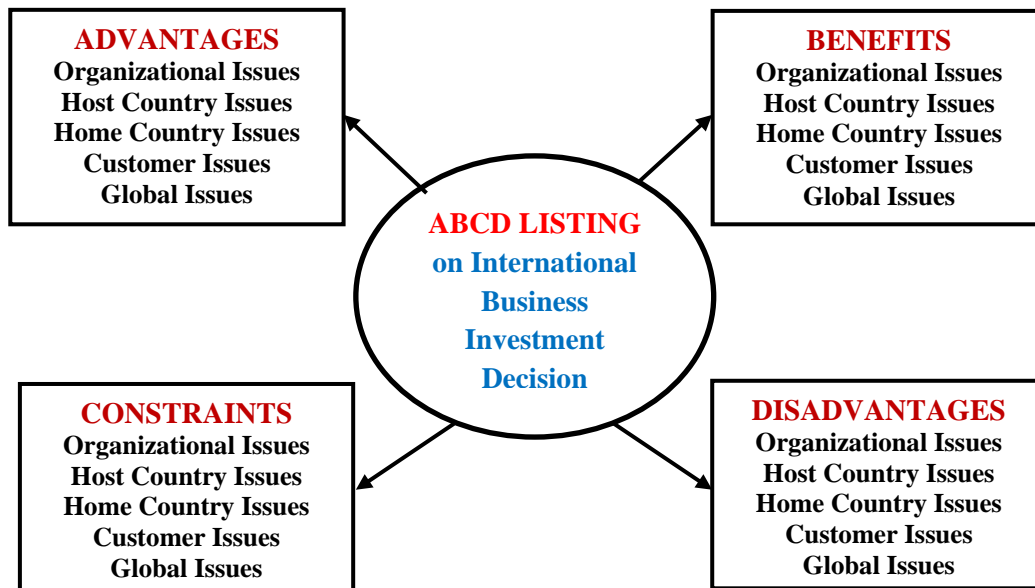 ADVANTAGES
Organizational Issues
Host Country Issues
Home Country Issues
Customer Issues
Global Issues
BENEFITS
Organizational Issues
Host Country Issues
Home Country Issues
Customer Issues
Global Issues
ABCD LISTING
on International
Business
Investment
Decision
CONSTRAINTS
Organizational Issues
Host Country Issues
Home Country Issues
Customer Issues
Global Issues
DISADVANTAGES
Organizational Issues
Host Country Issues
Home Country Issues
Customer Issues
Global Issues